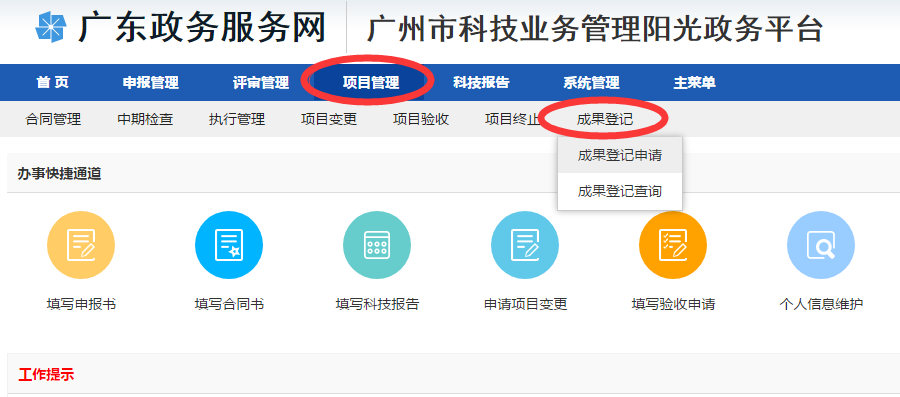 广东政务服务网 广州市科技业务管理阳光政务平台
首 页 申报管理 评审管理 项目管理 科技报告 系统管理 主菜单
合同管理 中期检查 执行管理 项目变更 项目验收 项目终止 成果登记
成果登记申请
办事快捷通道
成果登记查询
填写申报书 填写合同书 填写科技报告 申请项目变更 填写验收申请 个人信息维护
工作提示